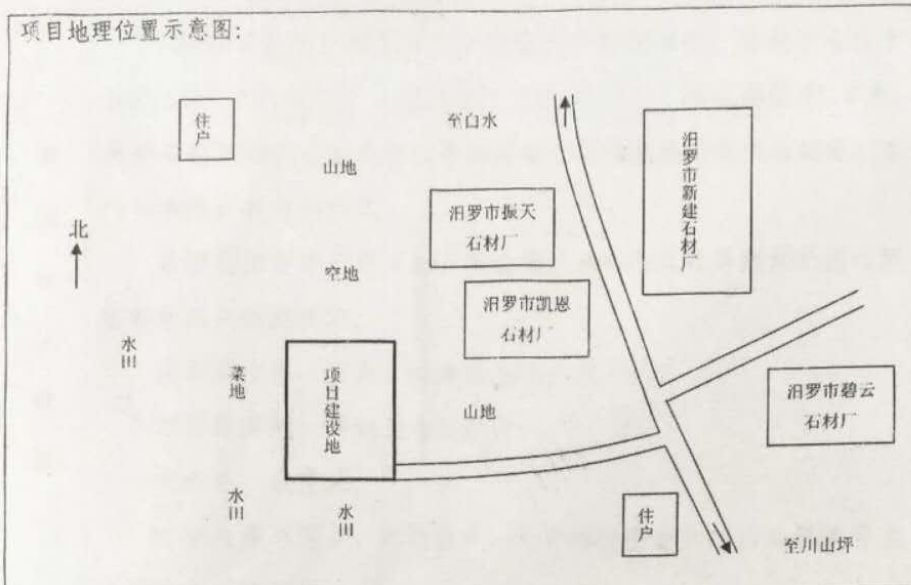 项目地理位置示意图:
住户
至白水
山地
汨罗市新建石材厂
汨罗市振天
石材厂
北
空地
汨罗市凯恩
石材厂
水田
菜地
项目建设地
山地
汨罗市碧云
石材厂
水田
水田
住户
至川山坪